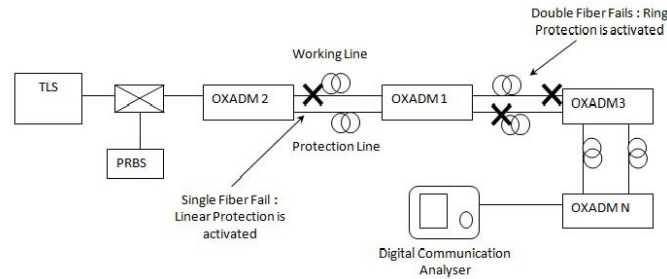 Double Fiber Fails : Ring
Protection is activated
Working Line
TLS
OXADM 2
OXADM 1
OXADM3
PRBS
Protection Line
Single Fiber Fail :
Linear Protection is
activated
OXADM N
Digital Communication
Analyser